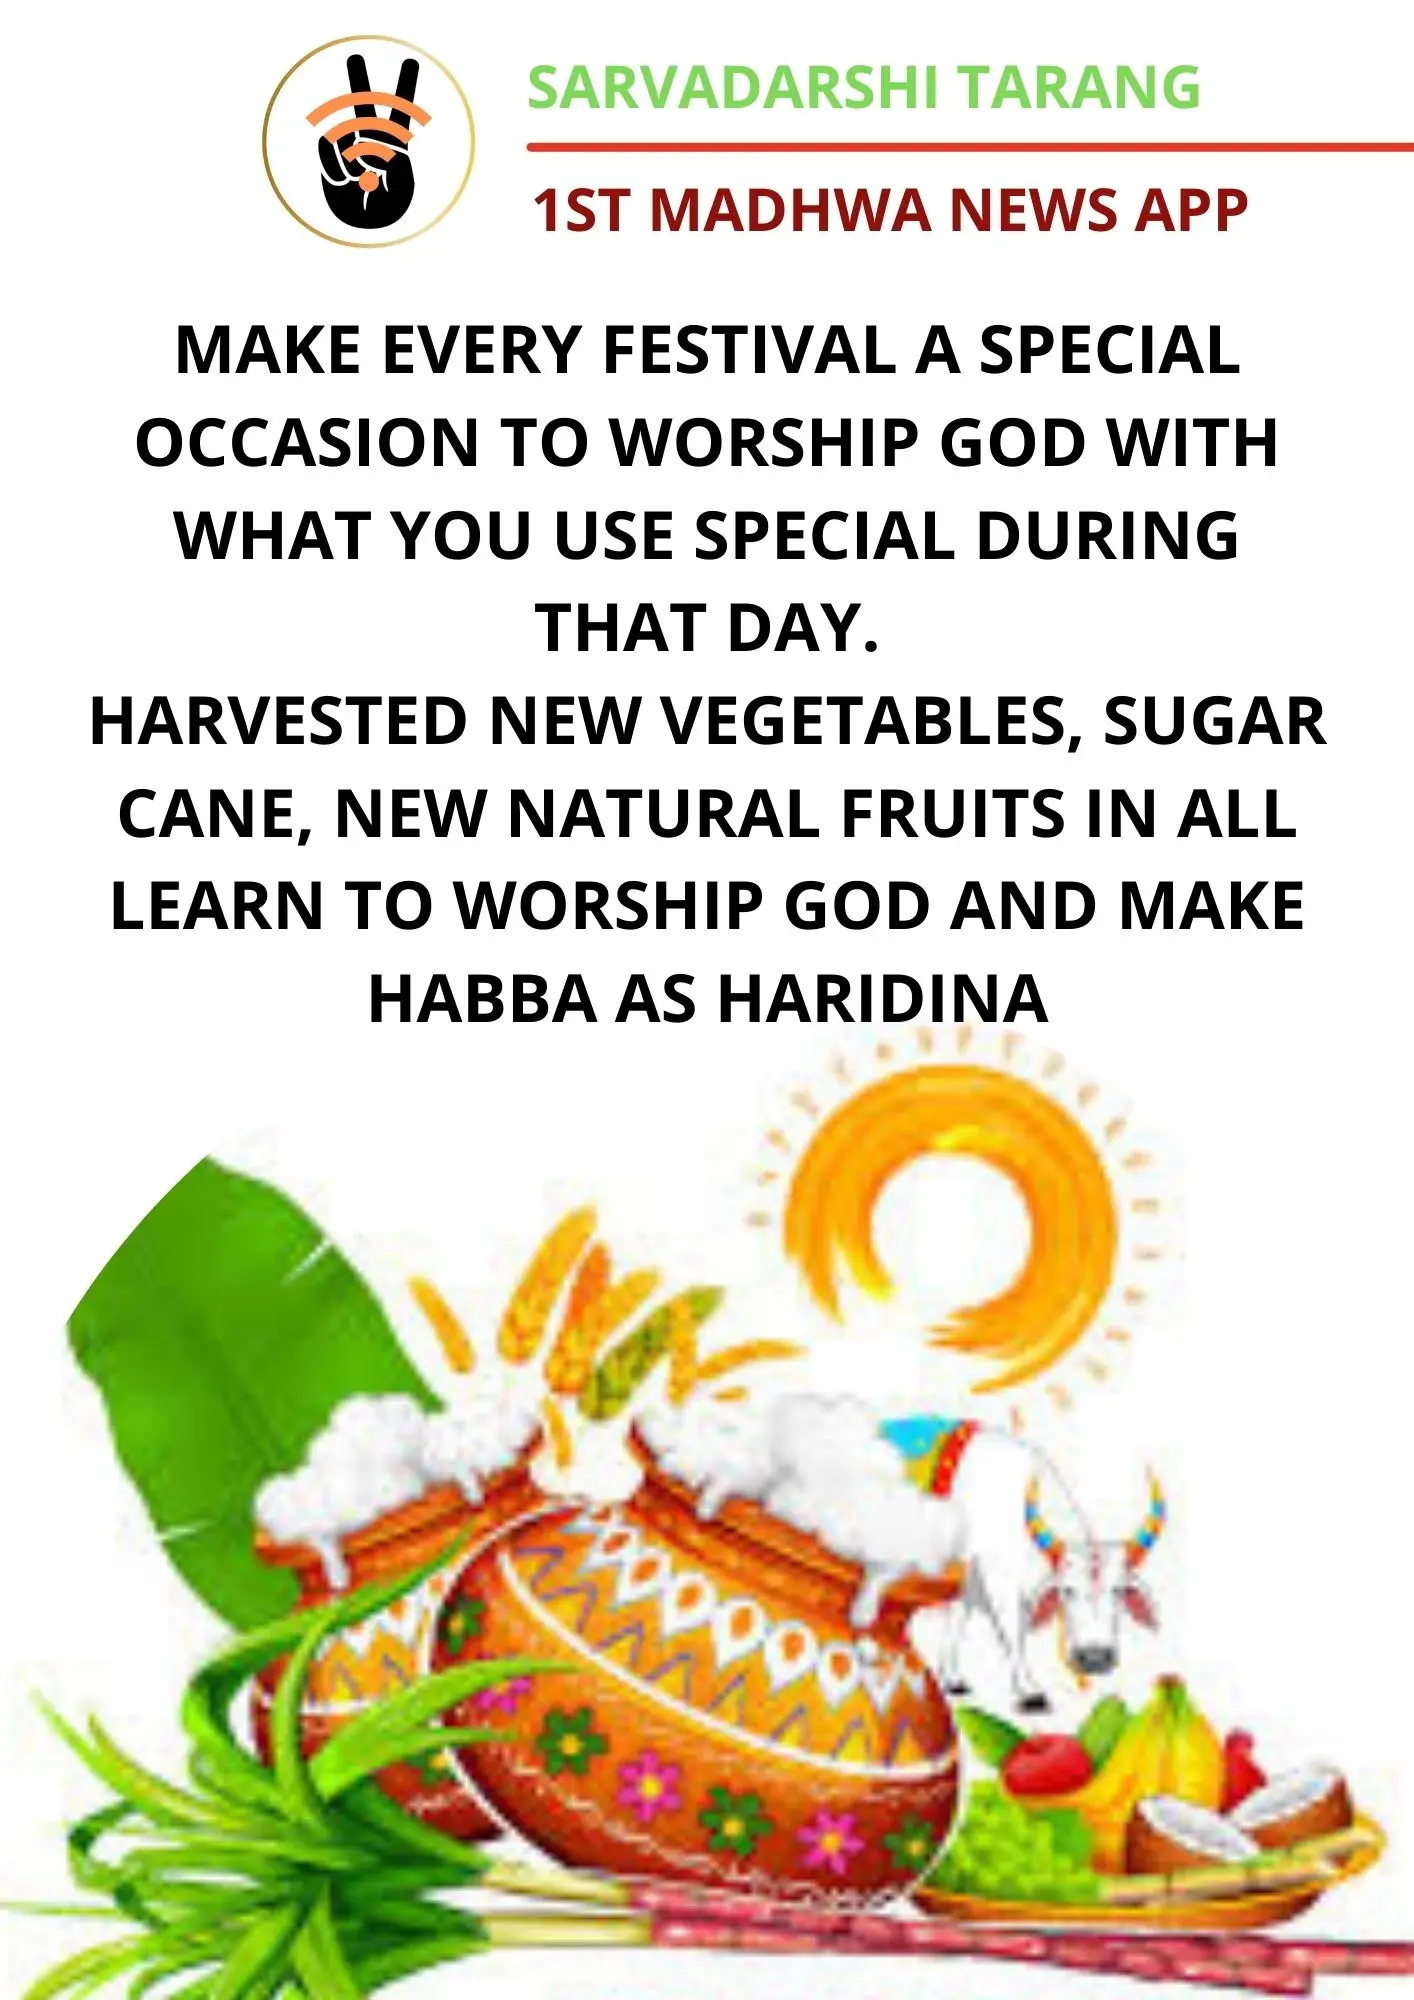 SARVADARSHI TARANG
1ST MADHWA NEWS APP
MAKE EVERY FESTIVAL A SPECIAL
OCCASION TO WORSHIP GOD WITH
WHAT YOU USE SPECIAL DURING
THAT DAY.
HARVESTED NEW VEGETABLES, SUGAR
CANE, NEW NATURAL FRUITS IN ALL
LEARN TO WORSHIP GOD AND MAKE
HABBA AS HARIDINA